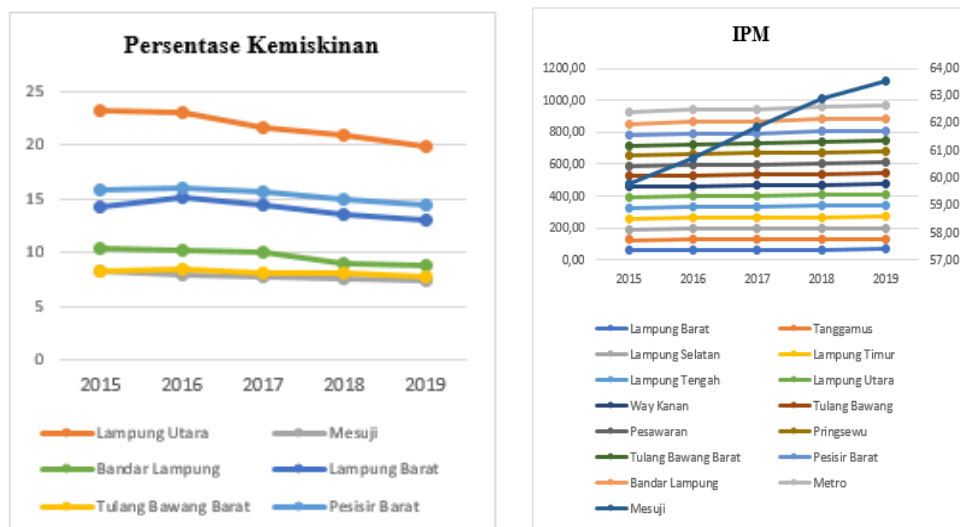 Persentase Kemiskinan
25
20
15
10
5
0
2015 2016 2017 2018 2019
Lampung Utara Mesuji
Bandar Lampung Lampung Barat
Tulang Bawang Barat Pesisir Barat
IPM
1200,00 64,00
1000,00 63,00
800,00 62,00
600,00 61,00
400,00 60,00
200,00 59,00
0,00 58,00
57,00
2015 2016 2017 2018 2019
Lampung Barat Tanggamus
Lampung Selatan Lampung Timur
Lampung Tengah Lampung Utara
Way Kanan Tulang Bawang
Pesawaran Pringsewu
Tulang Bawang Barat Pesisir Barat
Bandar Lampung Metro
Mesuji